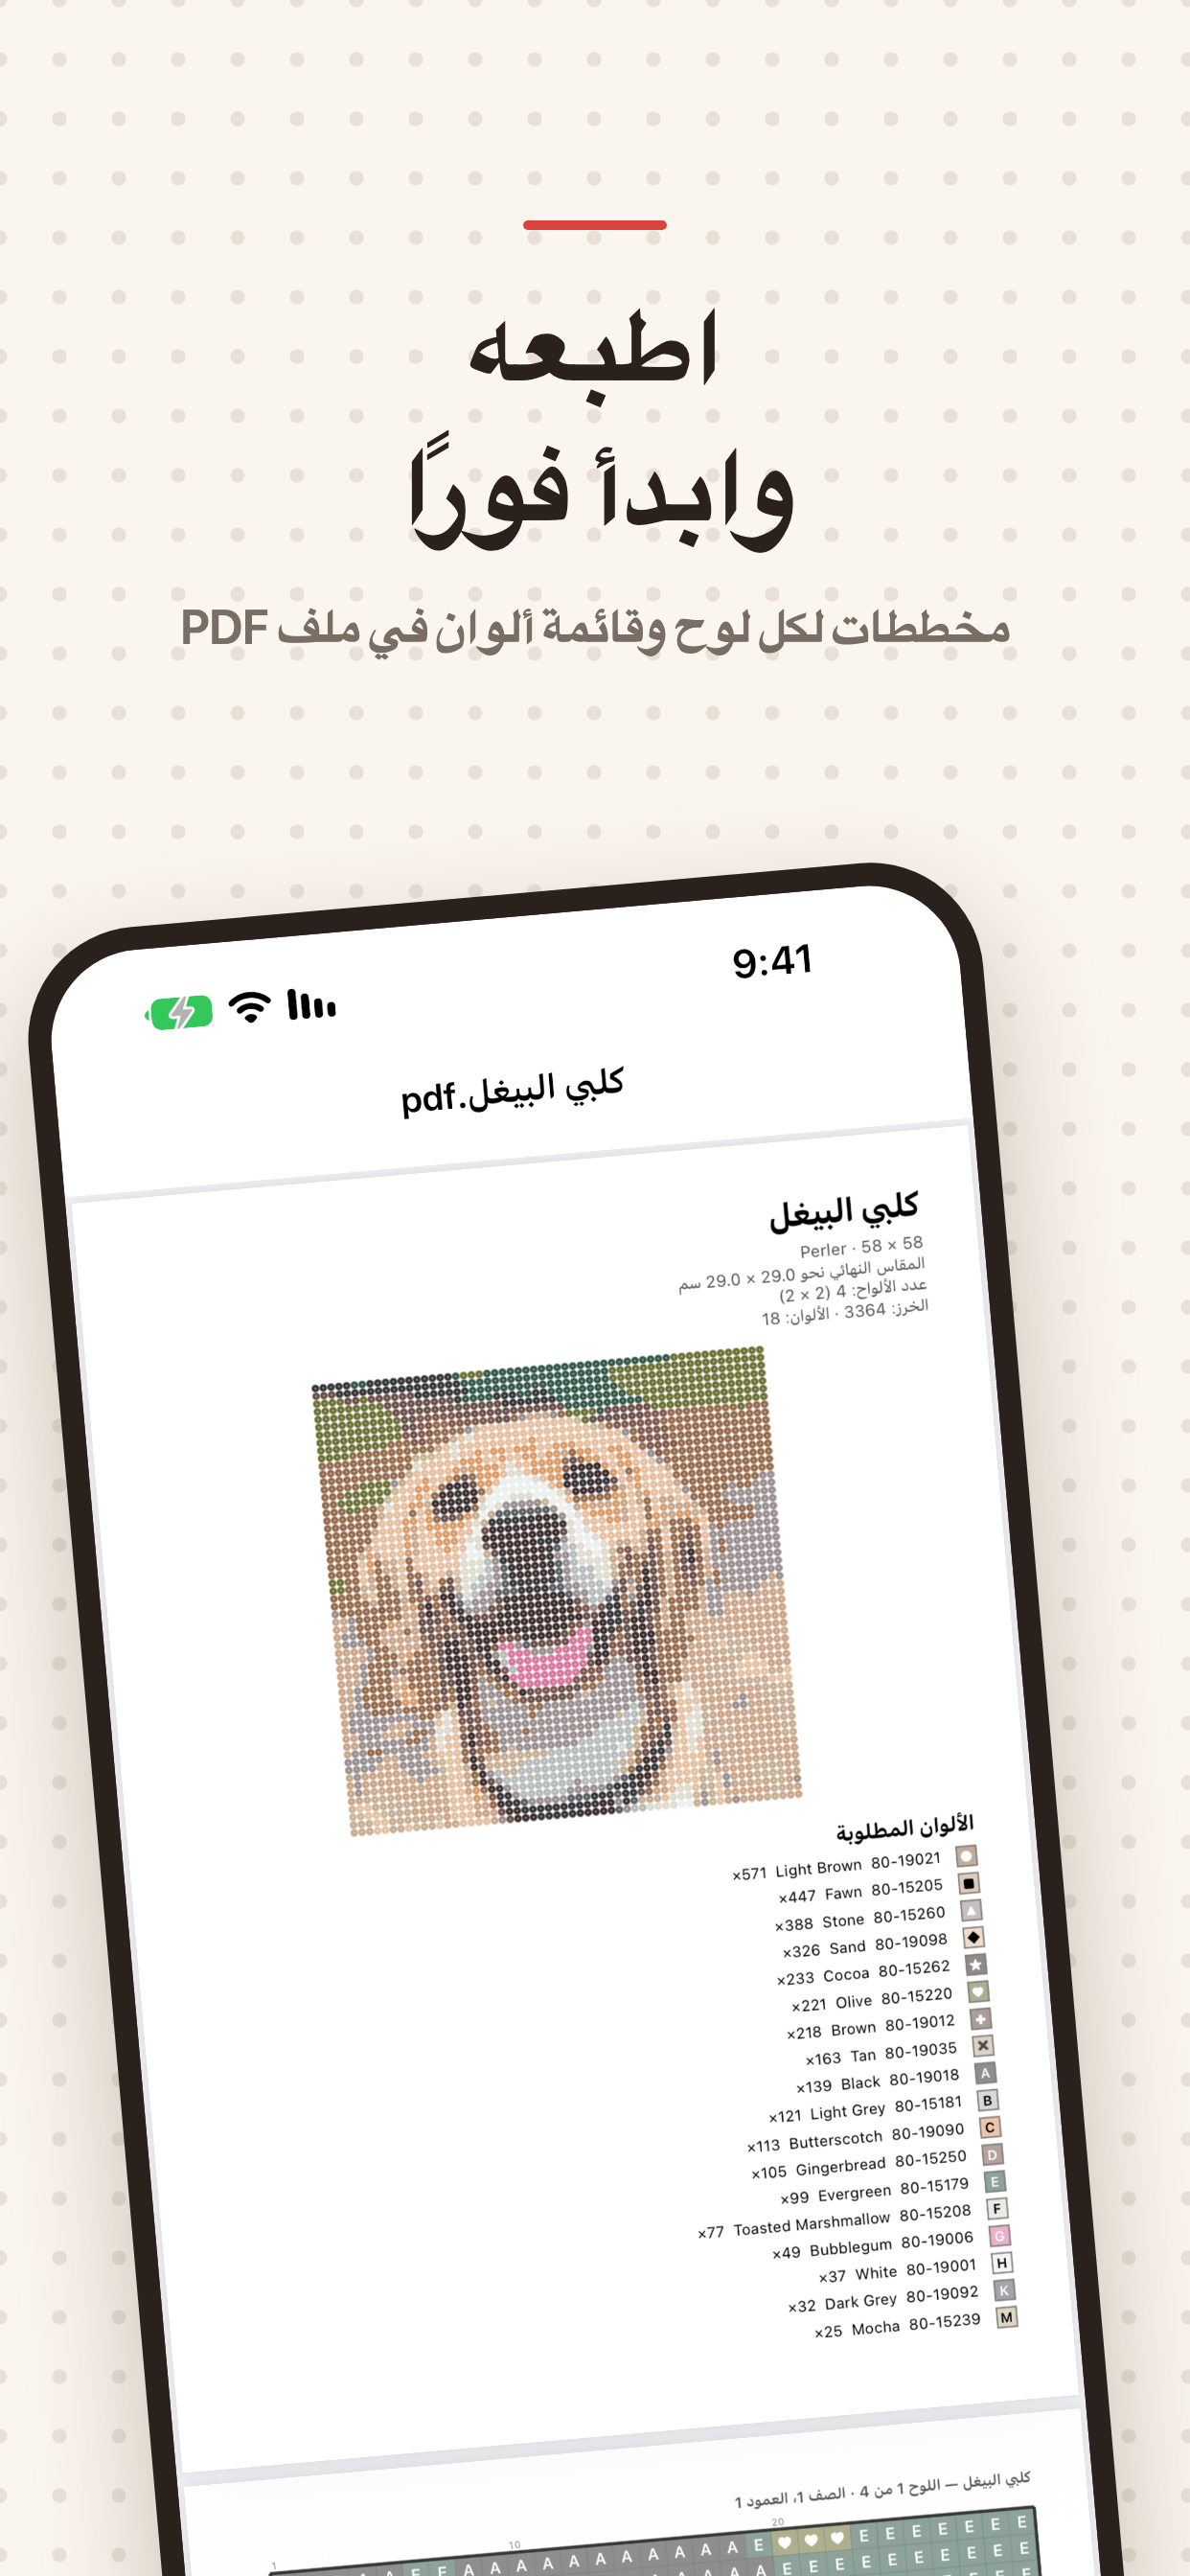 اطبعه
وابدأ فورًا
مخططات لكل لوح وقائمة ألوان في ملف PDF
9:41
كلبي البيغل.pdf
كلبي البيغل
Perler · 58 × 58
المقاس النهائي نحو 29.0 × 29.0 سم
عدد الألواح: 4 (2 × 2)
الخرز: 3364 · الألوان: 18
الألوان المطلوبة
80-19021 Light Brown ×571
80-15205 Fawn ×447
80-15260 Stone ×388
80-19098 Sand ×326
80-15262 Cocoa ×233
80-15220 Olive ×221
80-19012 Brown ×218
80-19035 Tan ×163
A 80-19018 Black ×139
B 80-15181 Light Grey ×121
C 80-19090 Butterscotch ×113
D 80-15250 Gingerbread ×105
E 80-15179 Evergreen ×99
F 80-15208 Toasted Marshmallow ×77
G 80-19006 Bubblegum ×49
H 80-19001 White ×37
K 80-19092 Dark Grey ×32
M 80-15239 Mocha ×25
كلبي البيغل — اللوح 1 من 4 · الصف 1، العمود 1
1 10 20
E E A A A A A A A A A A A E E E E E E E E